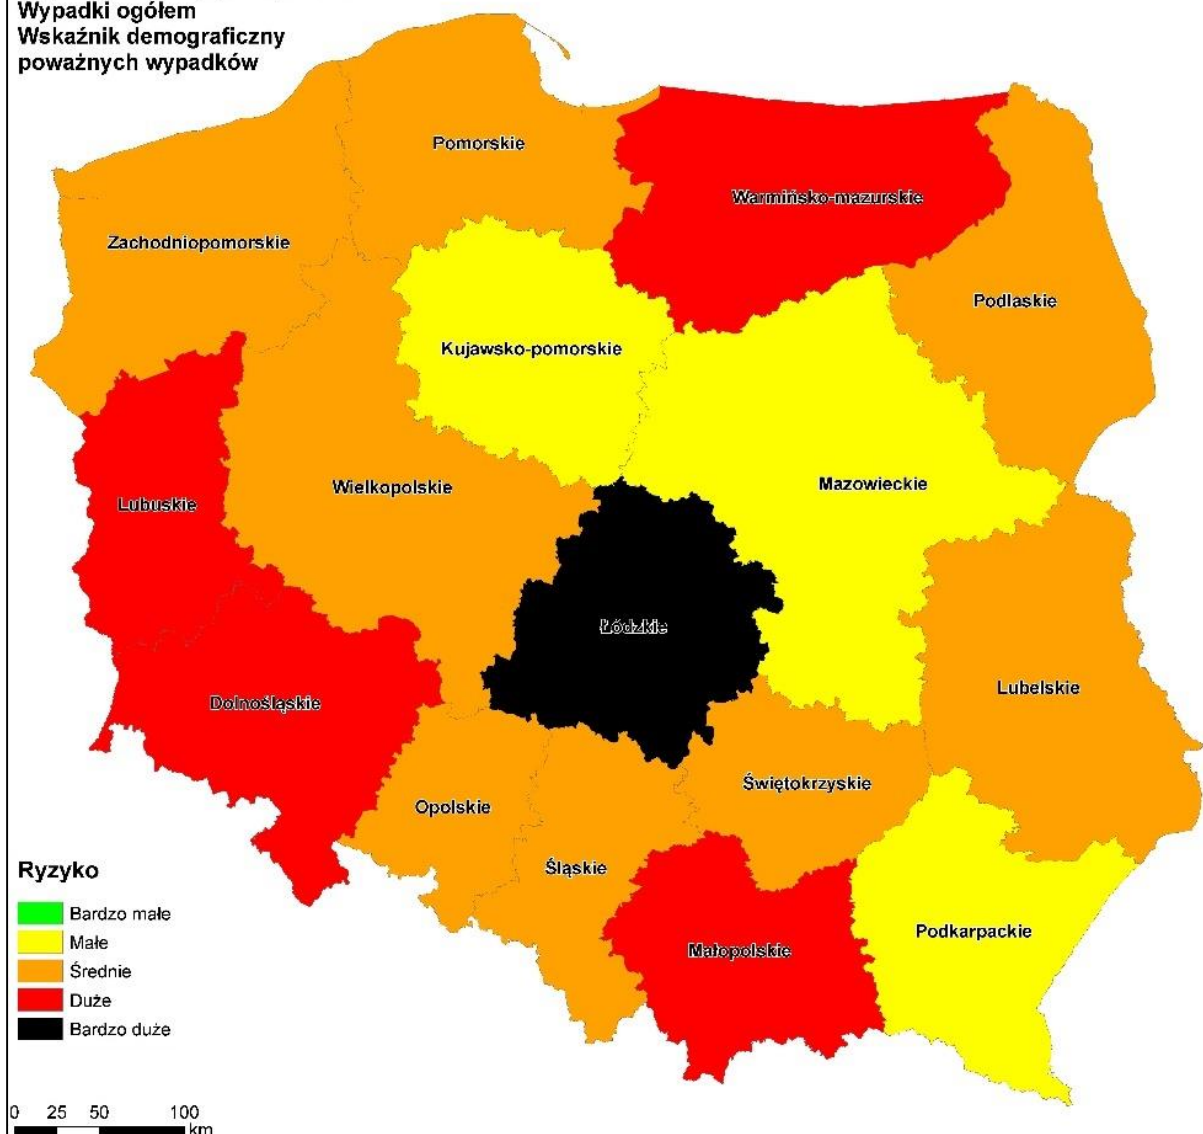 Wypadki ogółem
Wskaźnik demograficzny
poważnych wypadków
Pomorskie
Warmińsko-mazurskie
Zachodniopomorskie
Podlaskie
Kujawsko-pomorskie
Mazowieckie
Wielkopolskie
Lubuskie
Łódzkie
Lubelskie
Dolnośląskie
Świętokrzyskie
Opolskie
Śląskie
Podkarpackie
Małopolskie
Ryzyko
Bardzo małe
Małe
Średnie
Duże
Bardzo duże
0 25 50 100
km